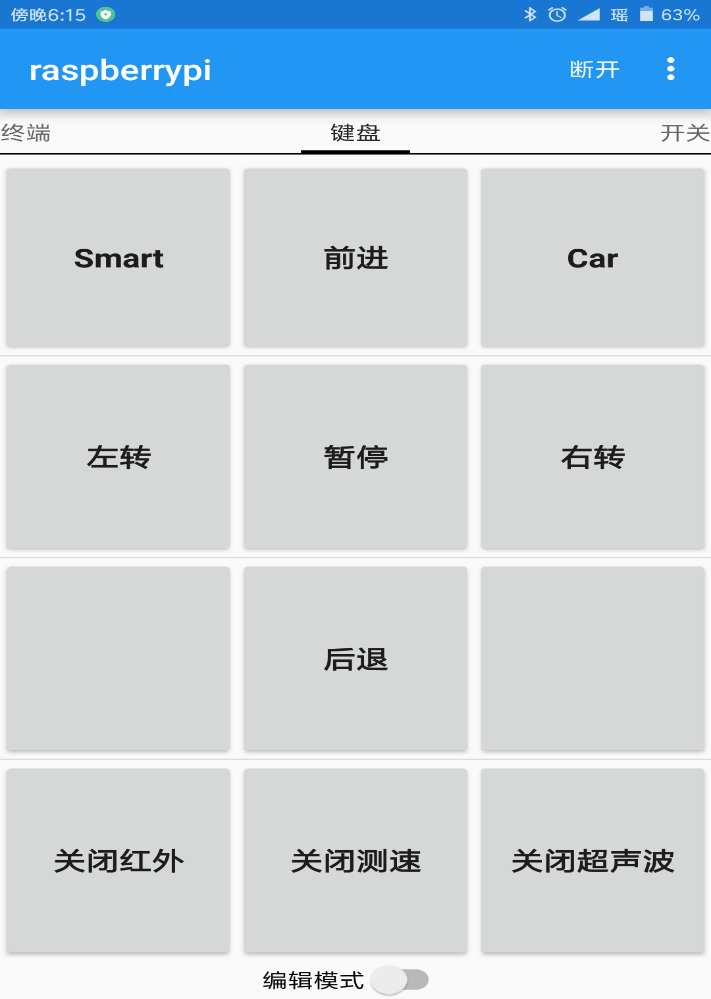 傍晚6:15 瑶 63%
raspberrypi 断开
终端 键盘 开关
Smart 前进 Car
左转 暂停 右转
后退
关闭红外 关闭测速 关闭超声波
编辑模式